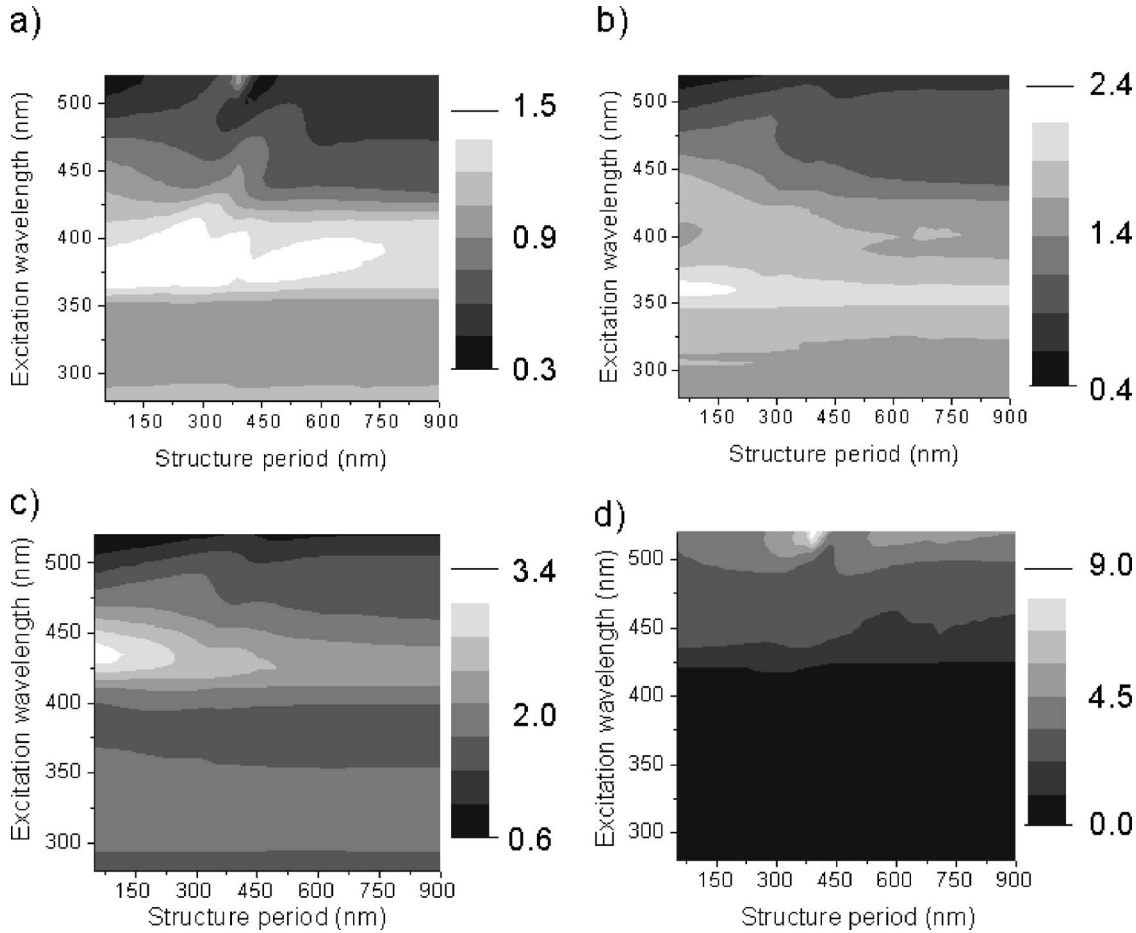 a)
Excitation wavelength (nm)
500
450
400
350
300
150 300 450 600 750 900
Structure period (nm)
1.5
0.9
0.3
b)
Excitation wavelength (nm)
500
450
400
350
300
150 300 450 600 750 900
Structure period (nm)
2.4
1.4
0.4
c)
Excitation wavelength (nm)
500
450
400
350
300
150 300 450 600 750 900
Structure period (nm)
3.4
2.0
0.6
d)
Excitation wavelength (nm)
500
450
400
350
300
150 300 450 600 750 900
Structure period (nm)
9.0
4.5
0.0